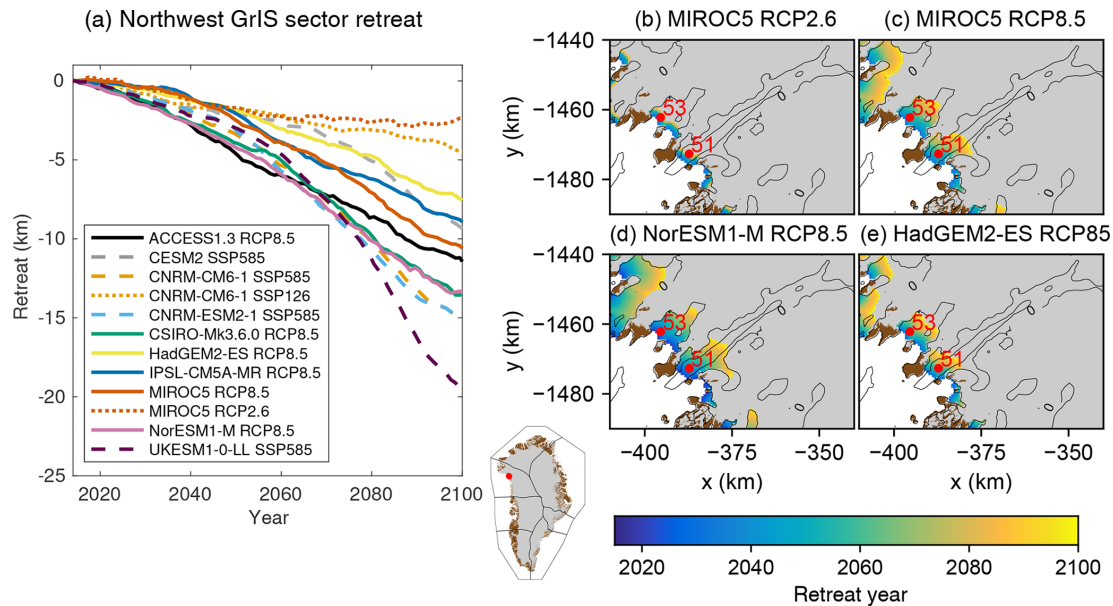 (a) Northwest GrIS sector retreat
0
-5
-10
-15
-20
-25
Retreat (km)
2020
2040
2060
2080
2100
Year
ACCESS1.3 RCP8.5
CESM2 SSP585
CNRM-CM6-1 SSP585
CNRM-CM6-1 SSP126
CNRM-ESM2-1 SSP585
CSIRO-Mk3.6.0 RCP8.5
HadGEM2-ES RCP8.5
IPSL-CM5A-MR RCP8.5
MIROC5 RCP8.5
MIROC5 RCP2.6
NorESM1-M RCP8.5
UKESM1-0-LL SSP585
(b) MIROC5 RCP2.6
−1440
−1460
−1480
y (km)
53
51
(c) MIROC5 RCP8.5
53
51
(d) NorESM1-M RCP8.5
−1440
−1460
−1480
y (km)
53
51
−400
−350
x (km)
(e) HadGEM2-ES RCP85
53
51
−400
−350
x (km)
2020
2040
2060
2080
2100
Retreat year